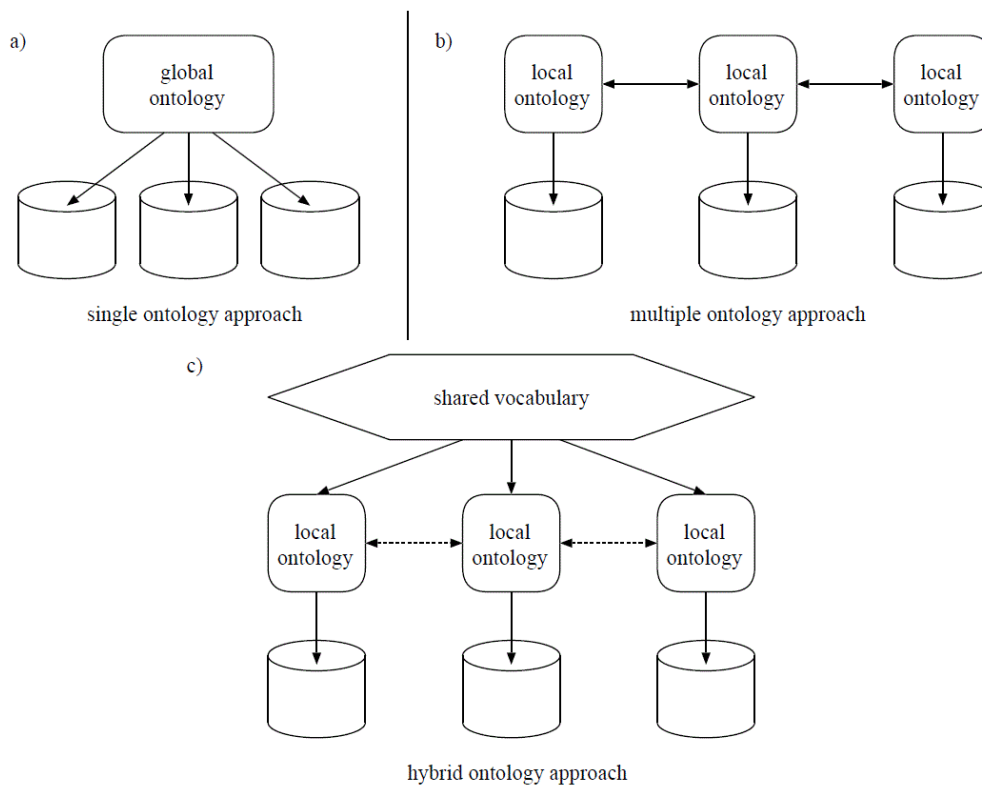 a)
global
ontology
single ontology approach
b)
local
ontology
local
ontology
local
ontology
multiple ontology approach
c)
shared vocabulary
local
ontology
local
ontology
local
ontology
hybrid ontology approach